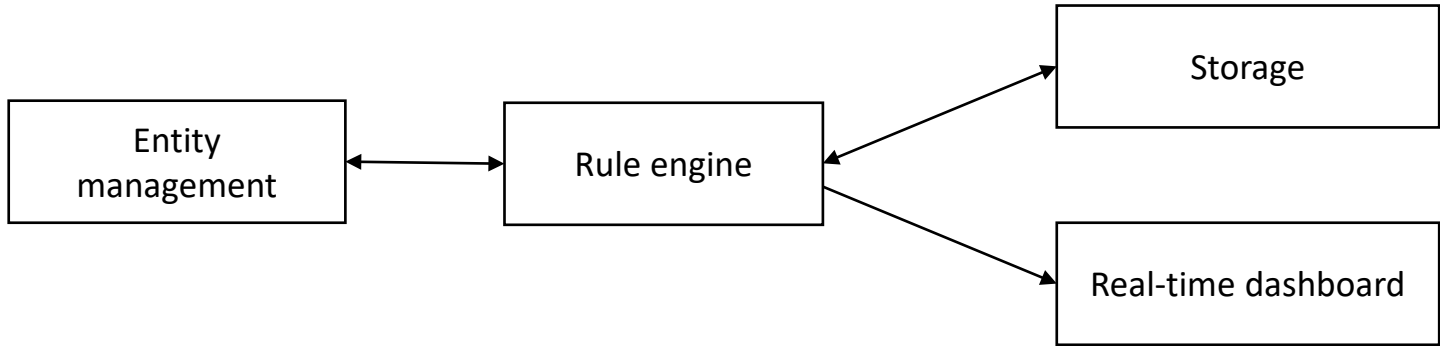 Entity
management
Rule engine
Storage
Real-time dashboard